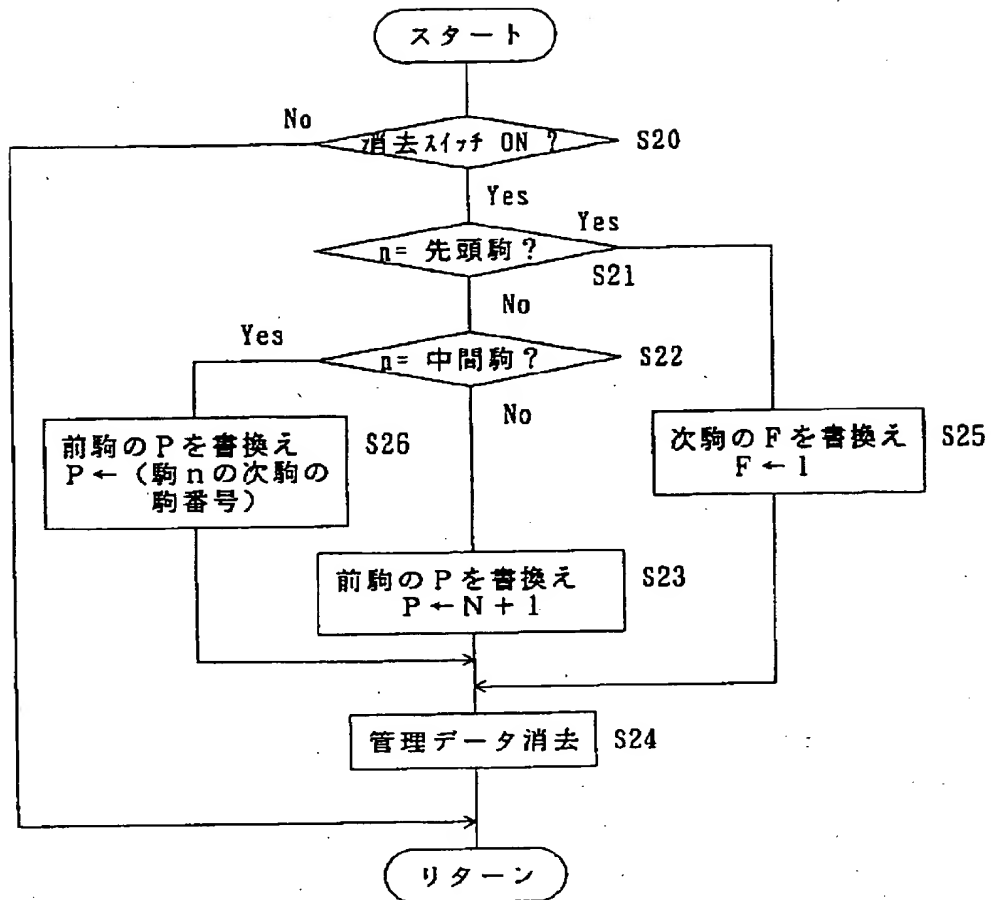 スタート
No
消去スイッチ ON ?
S20
Yes
Yes
n= 先頭駒?
S21
No
Yes
n= 中間駒?
S22
No
前駒のPを書換え
P←(駒nの次駒の
駒番号)
S26
次駒のFを書換え
F←1
S25
前駒のPを書換え
P←N+1
S23
管理データ消去
S24
リターン